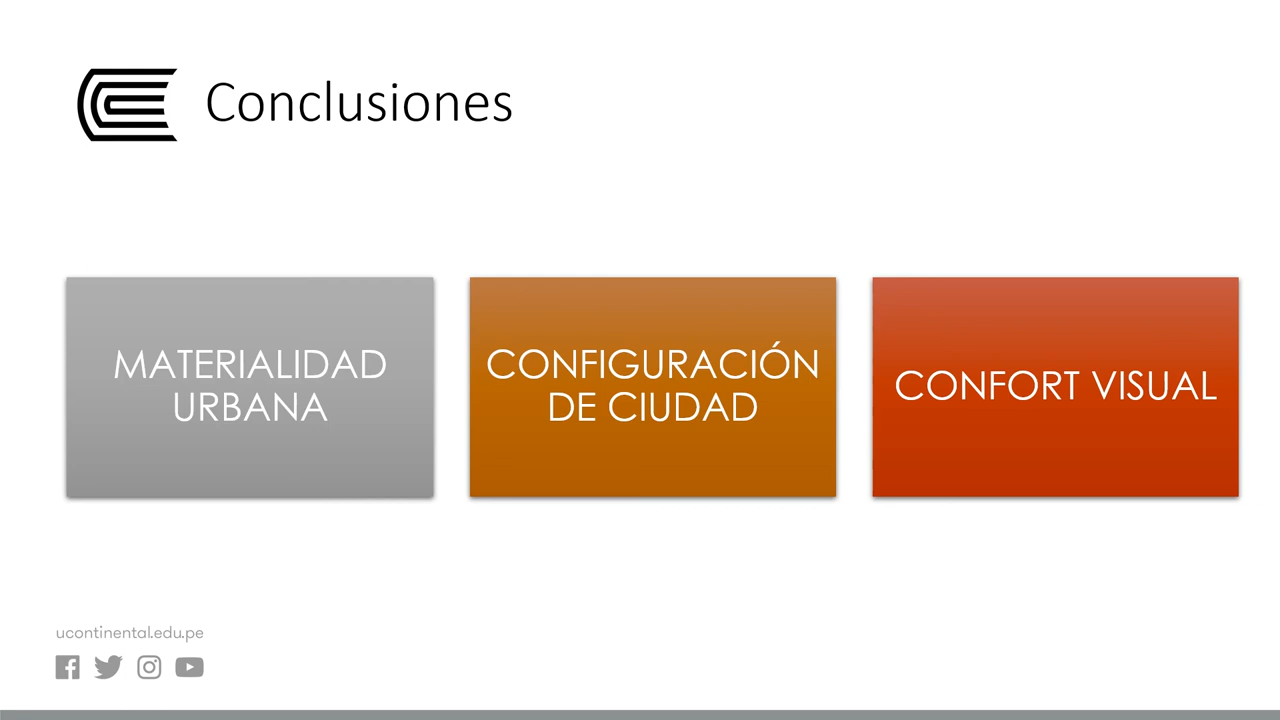 Conclusiones
MATERIALIDAD
URBANA
CONFIGURACIÓN
DE CIUDAD
CONFORT VISUAL
ucontinental.edu.pe